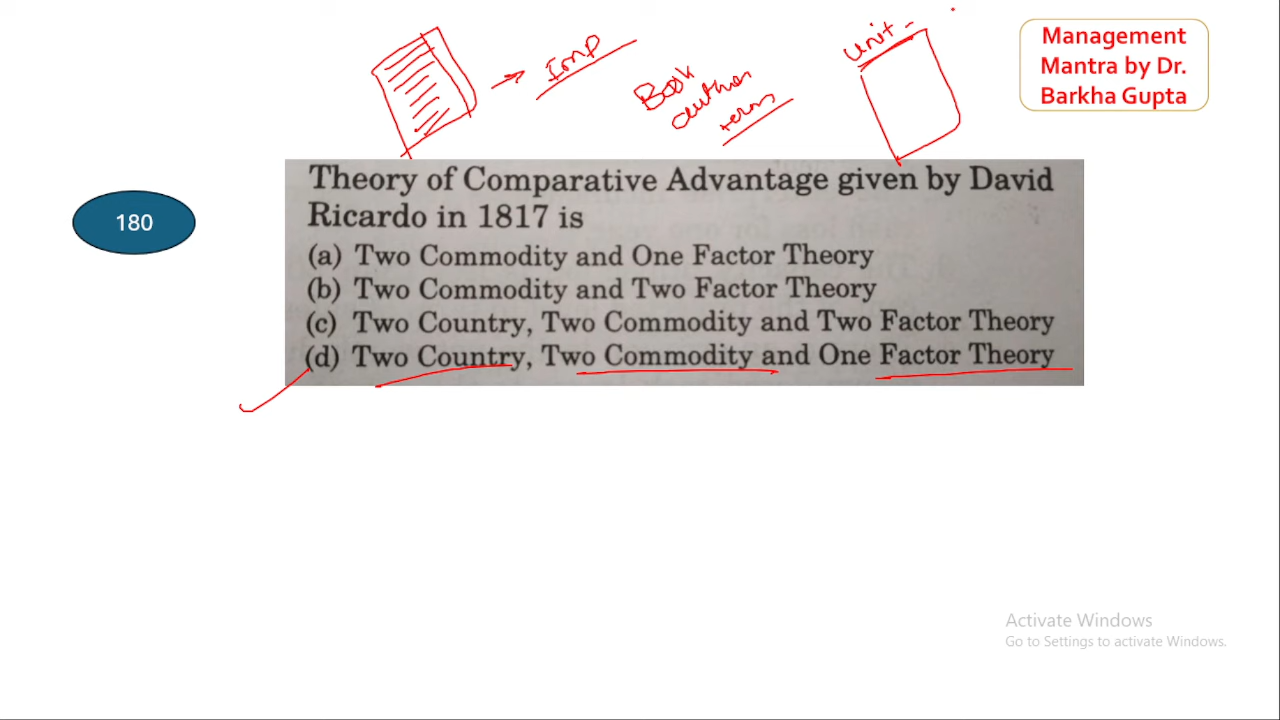 Imp
Book
author
terms
Unit-
Management
Mantra by Dr.
Barkha Gupta
180
Theory of Comparative Advantage given by David
Ricardo in 1817 is
(a) Two Commodity and One Factor Theory
(b) Two Commodity and Two Factor Theory
(c) Two Country, Two Commodity and Two Factor Theory
(d) Two Country, Two Commodity and One Factor Theory
Activate Windows
Go to Settings to activate Windows.